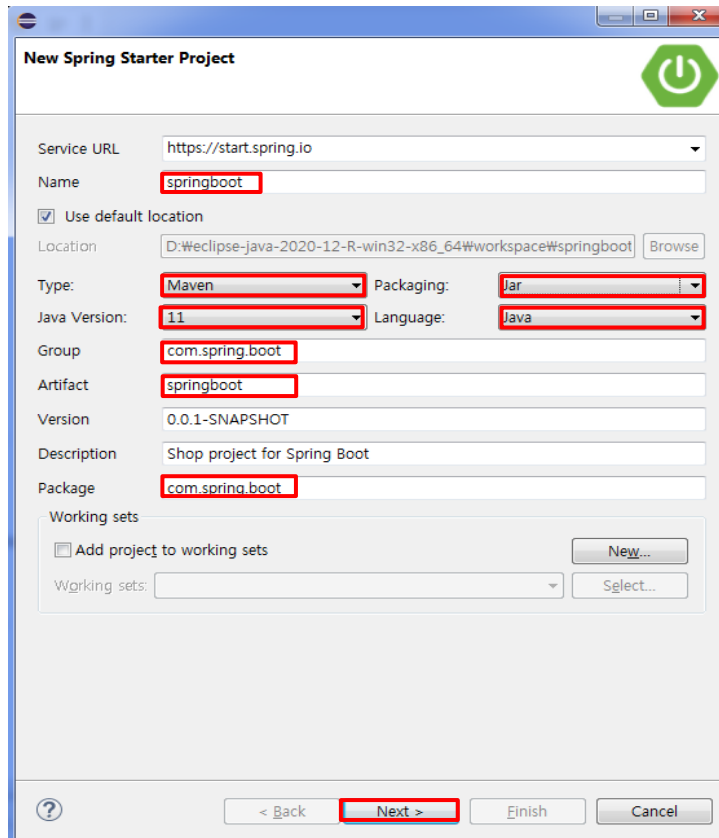 New Spring Starter Project
Service URL https://start.spring.io
Name springboot
Use default location
Location D:₩eclipse-java-2020-12-R-win32-x86_64₩workspace₩springboot Browse
Type: Maven Packaging: Jar
Java Version: 11 Language: Java
Group com.spring.boot
Artifact springboot
Version 0.0.1-SNAPSHOT
Description Shop project for Spring Boot
Package com.spring.boot
Working sets
Add project to working sets New...
Working sets: Select...
? < Back Next > Finish Cancel